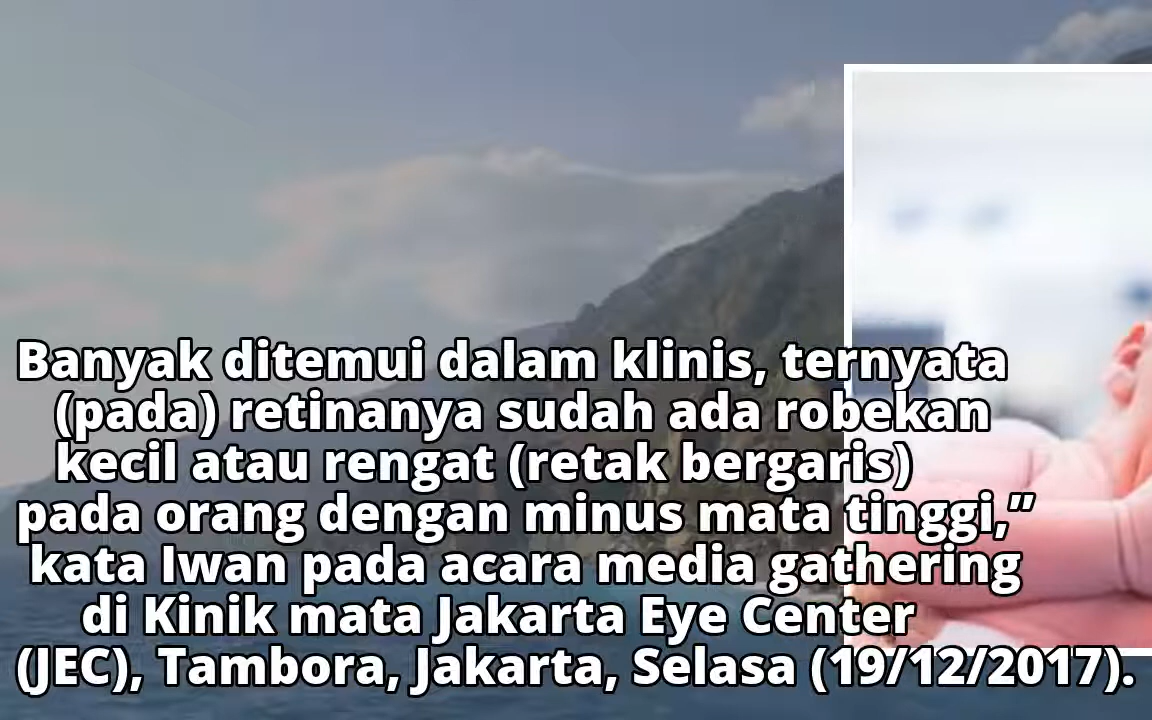 Banyak ditemui dalam klinis, ternyata
(pada) retinanya sudah ada robekan
kecil atau rengat (retak bergaris)
pada orang dengan minus mata tinggi,”
kata Iwan pada acara media gathering
di Kinik mata Jakarta Eye Center
(JEC), Tambora, Jakarta, Selasa (19/12/2017).